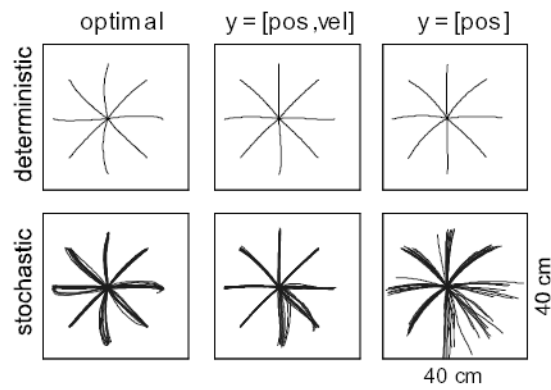 optimal
y = [pos,vel]
y = [pos]
deterministic
stochastic
40 cm
40 cm